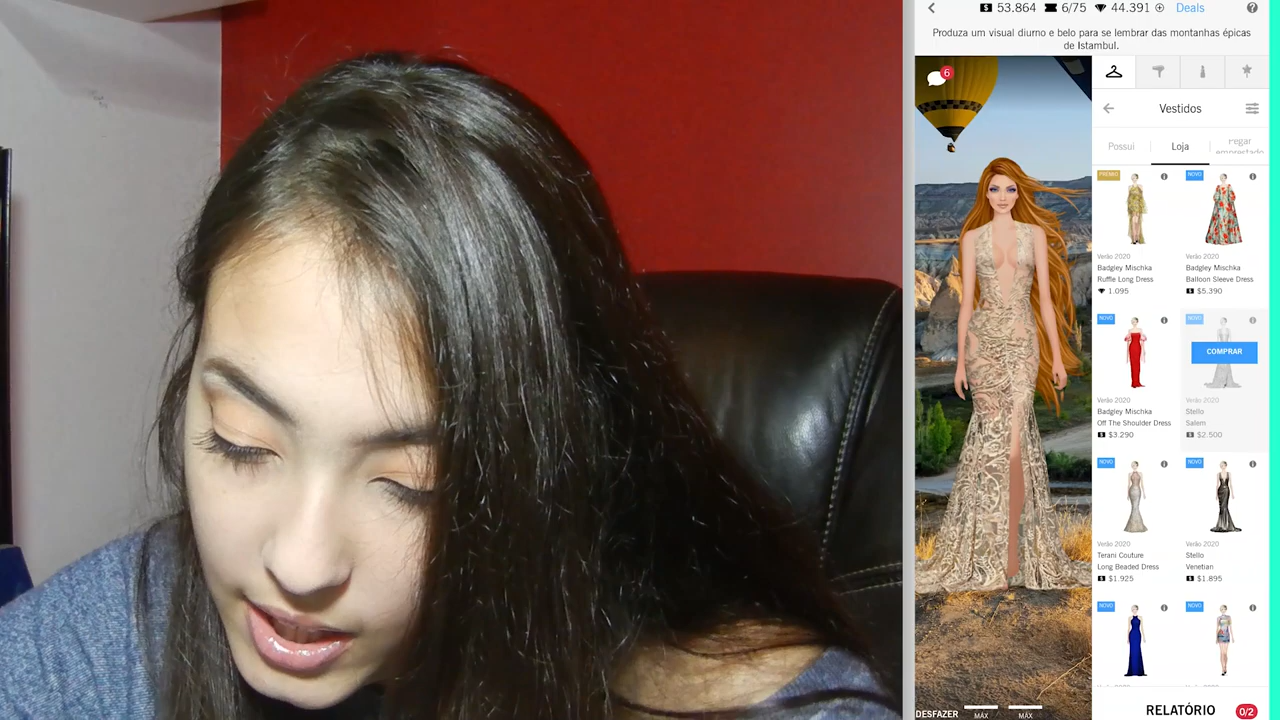 53.864 6/75 44.391 Deals
Produza um visual diurno e belo para se lembrar das montanhas épicas
de Istambul.
6
Vestidos
Possui
Loja
Pegar
emprestado
PRÊMIO
Verão 2020
Badgley Mischka
Ruffle Long Dress
1.095
NOVO
Verão 2020
Badgley Mischka
Balloon Sleeve Dress
$5.390
NOVO
Verão 2020
Badgley Mischka
Off The Shoulder Dress
$3.290
NOVO
COMPRAR
Verão 2020
Stello
Salem
$2.500
NOVO
Verão 2020
Terani Couture
Long Beaded Dress
$1.925
NOVO
Verão 2020
Stello
Venetian
$1.895
NOVO
NOVO
DESFAZER
MÁX
MÁX
RELATÓRIO 0/2